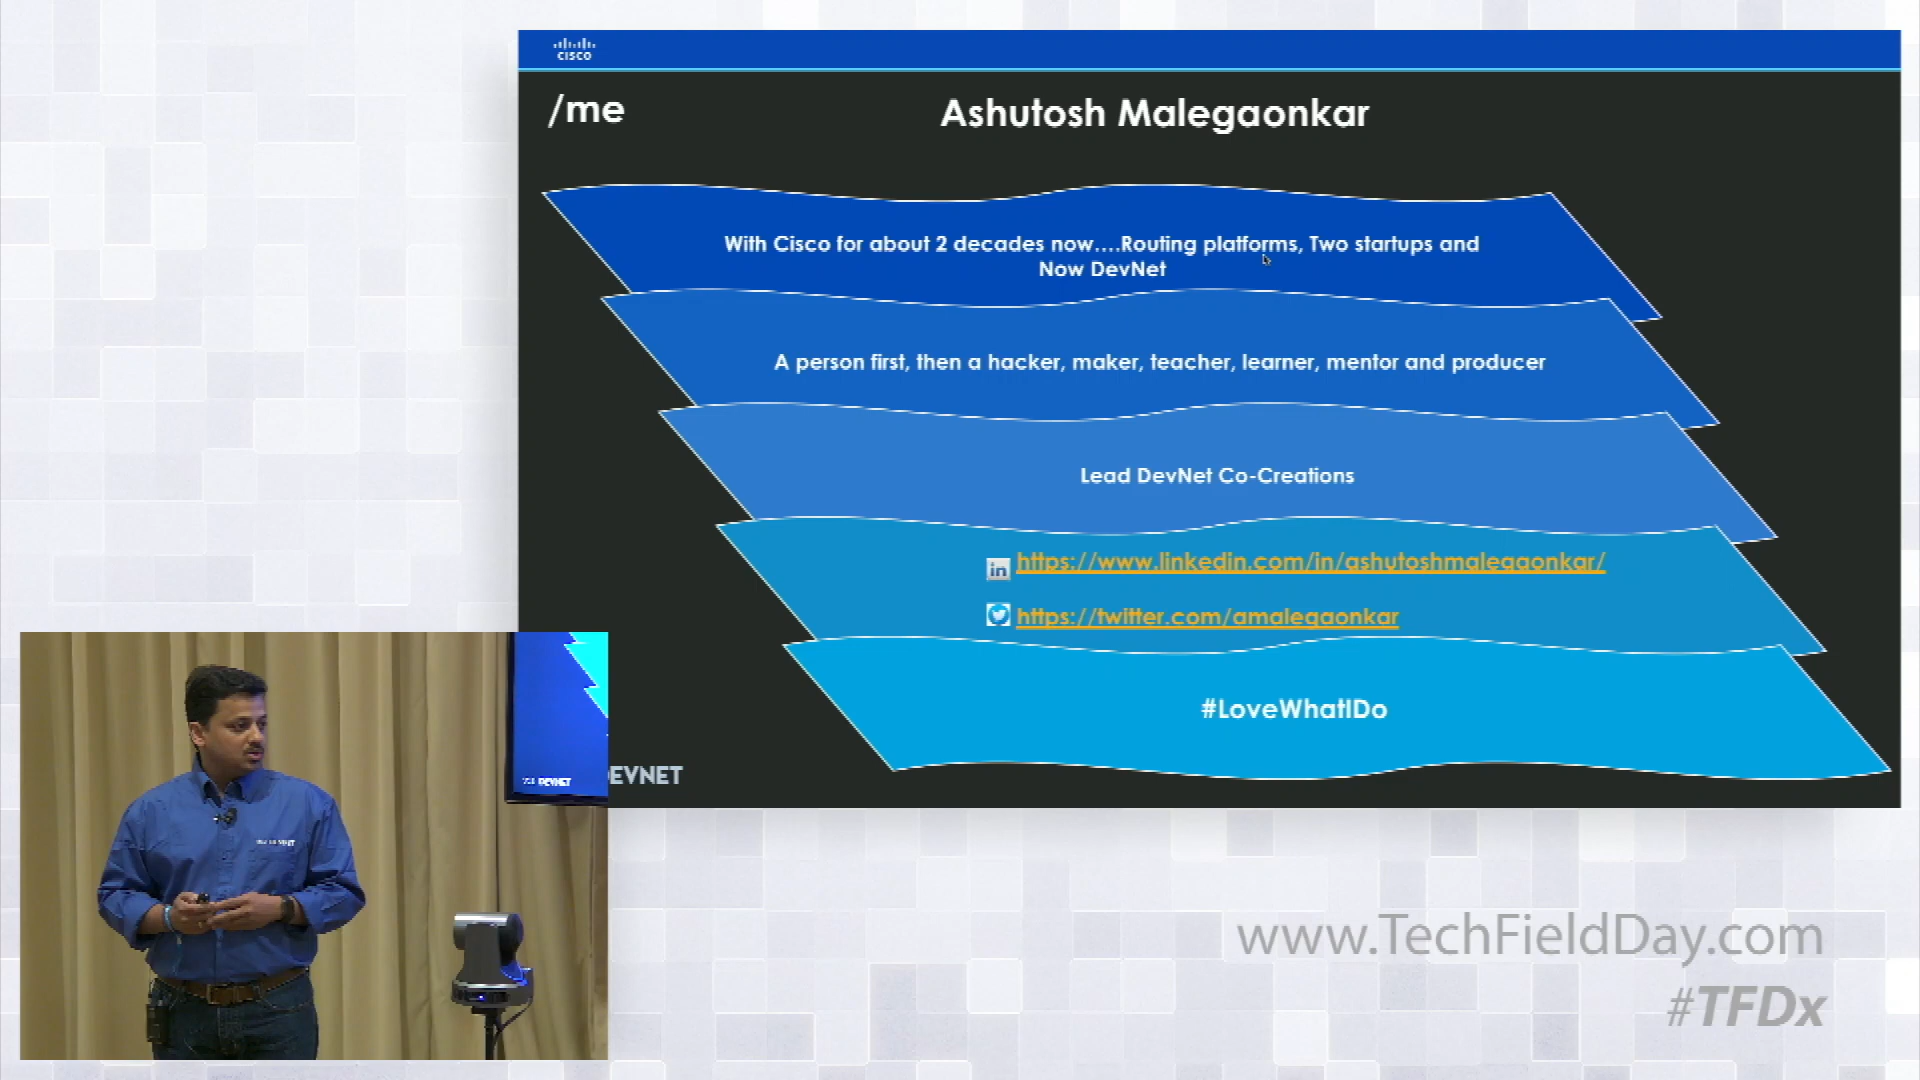 CISCO
/me
Ashutosh Malegaonkar
With Cisco for about 2 decades now....Routing platforms, Two startups and
Now DevNet
A person first, then a hacker, maker, teacher, learner, mentor and producer
Lead DevNet Co-Creations
in https://www.linkedin.com/in/ashutoshmalegaonkar/
https://twitter.com/amalegaonkar
#LoveWhatIDo
DEVNET
EVNET
www.TechFieldDay.com
#TFDx